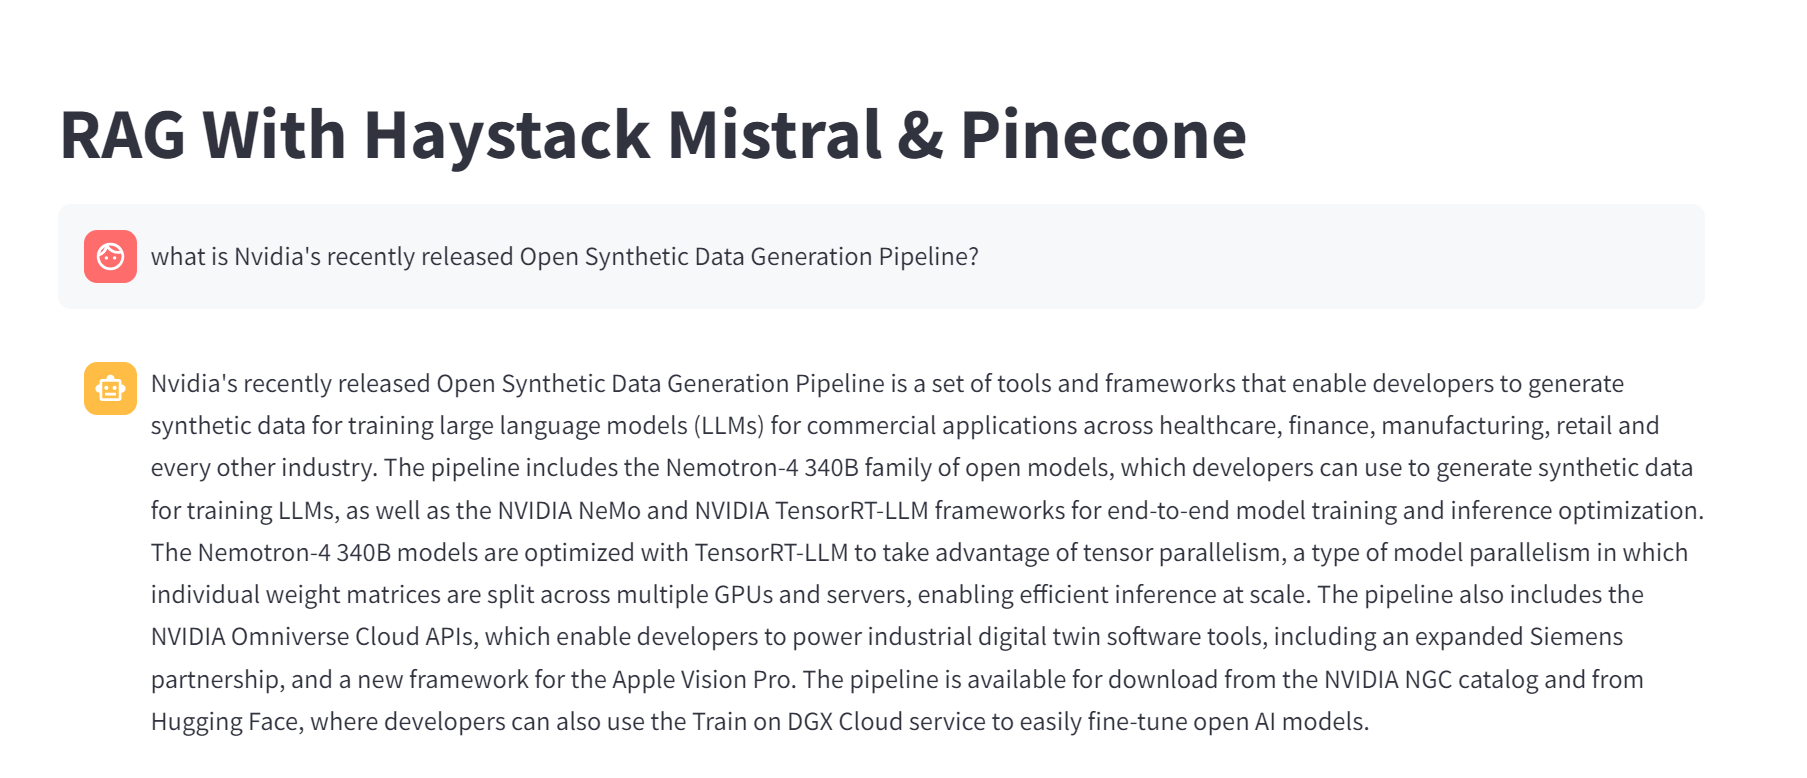 RAG With Haystack Mistral & Pinecone
what is Nvidia's recently released Open Synthetic Data Generation Pipeline?
Nvidia's recently released Open Synthetic Data Generation Pipeline is a set of tools and frameworks that enable developers to generate
synthetic data for training large language models (LLMs) for commercial applications across healthcare, finance, manufacturing, retail and
every other industry. The pipeline includes the Nemotron-4 340B family of open models, which developers can use to generate synthetic data
for training LLMs, as well as the NVIDIA NeMo and NVIDIA TensorRT-LLM frameworks for end-to-end model training and inference optimization.
The Nemotron-4 340B models are optimized with TensorRT-LLM to take advantage of tensor parallelism, a type of model parallelism in which
individual weight matrices are split across multiple GPUs and servers, enabling efficient inference at scale. The pipeline also includes the
NVIDIA Omniverse Cloud APIs, which enable developers to power industrial digital twin software tools, including an expanded Siemens
partnership, and a new framework for the Apple Vision Pro. The pipeline is available for download from the NVIDIA NGC catalog and from
Hugging Face, where developers can also use the Train on DGX Cloud service to easily fine-tune open AI models.